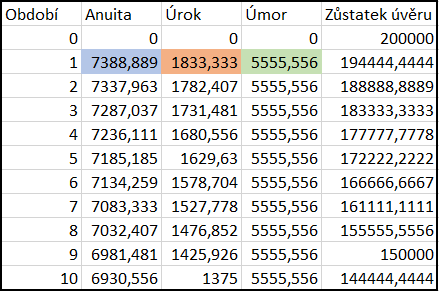 Období Anuita Úrok Úmor Zůstatek úvěru
0 0 0 0 200000
1 7388,889 1833,333 5555,556 194444,4444
2 7337,963 1782,407 5555,556 188888,8889
3 7287,037 1731,481 5555,556 183333,3333
4 7236,111 1680,556 5555,556 177777,7778
5 7185,185 1629,63 5555,556 172222,2222
6 7134,259 1578,704 5555,556 166666,6667
7 7083,333 1527,778 5555,556 161111,1111
8 7032,407 1476,852 5555,556 155555,5556
9 6981,481 1425,926 5555,556 150000
10 6930,556 1375 5555,556 144444,4444